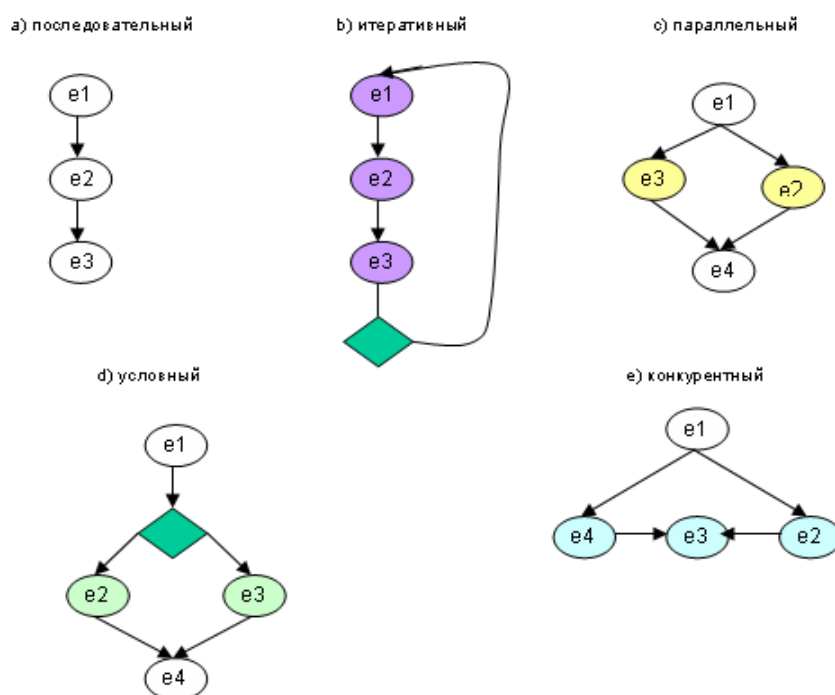 a) последовательный
b) итеративный
c) параллельный
e1
e2
e3
e1
e2
e3
e1
e3
e2
e4
d) условный
e) конкурентный
e1
e2
e3
e4
e1
e4
e3
e2